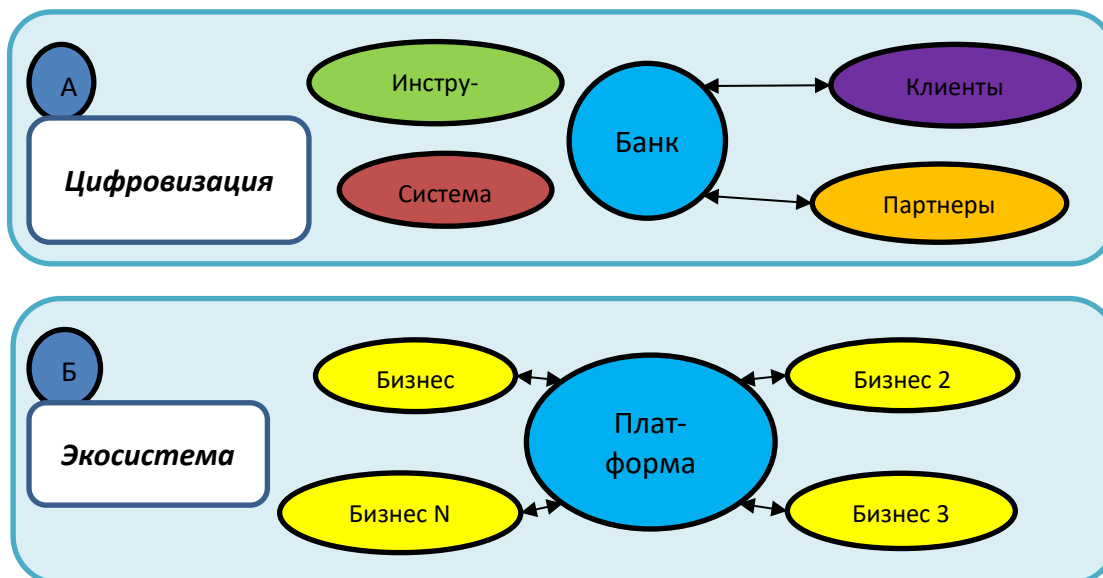 А
Цифровизация
Инстру-
Система
Банк
Клиенты
Партнеры
Б
Экосистема
Бизнес
Бизнес N
Плат-
форма
Бизнес 2
Бизнес 3